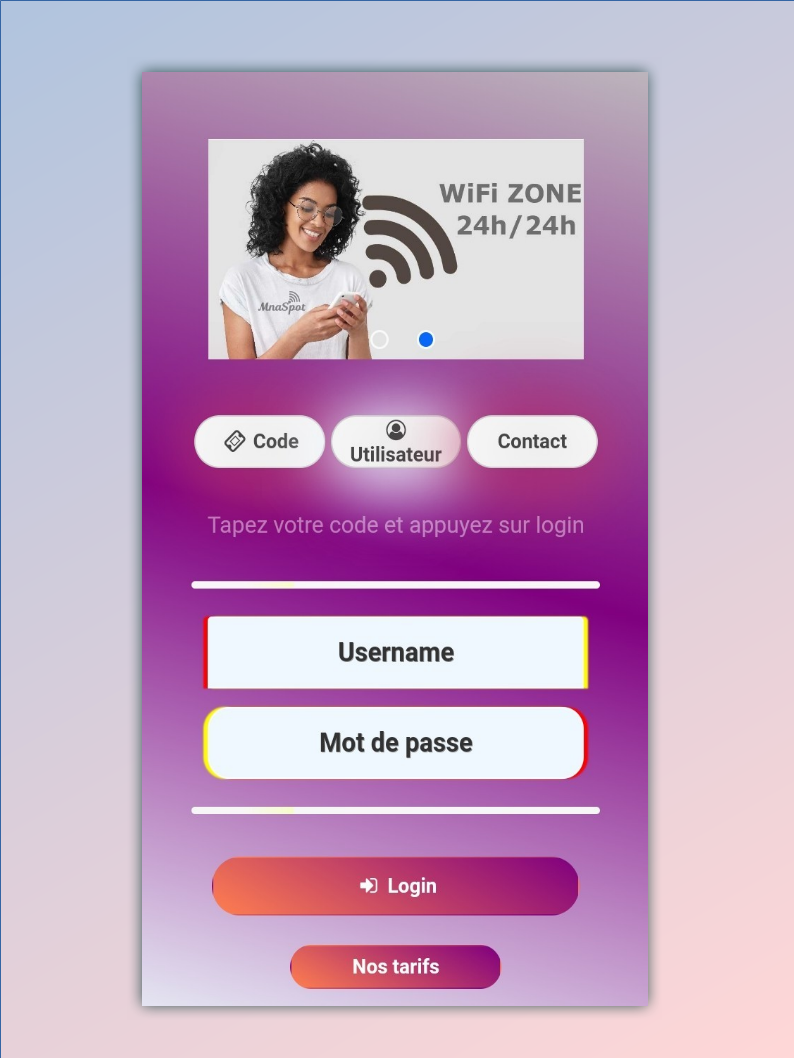 WiFi ZONE
24h/24h
MnaSpot
Code
Utilisateur
Contact
Tapez votre code et appuyez sur login
Username
Mot de passe
Login
Nos tarifs